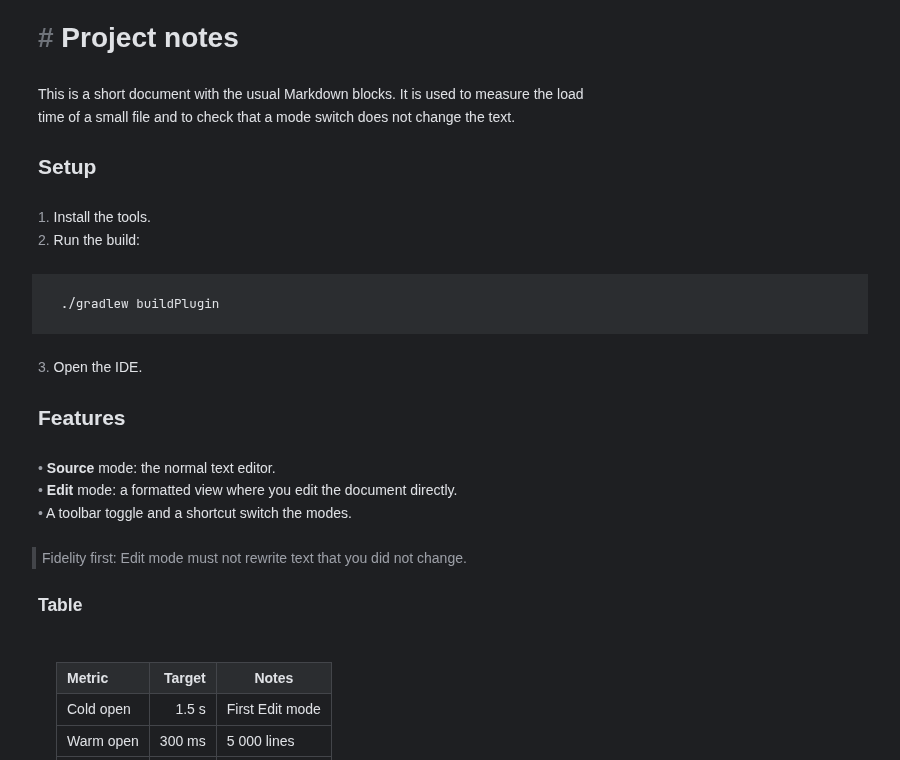 # Project notes
This is a short document with the usual Markdown blocks. It is used to measure the load
time of a small file and to check that a mode switch does not change the text.
Setup
1. Install the tools.
2. Run the build:
./gradlew buildPlugin
3. Open the IDE.
Features
• Source mode: the normal text editor.
• Edit mode: a formatted view where you edit the document directly.
• A toolbar toggle and a shortcut switch the modes.
Fidelity first: Edit mode must not rewrite text that you did not change.
Table
Metric Target Notes
Cold open 1.5 s First Edit mode
Warm open 300 ms 5 000 lines